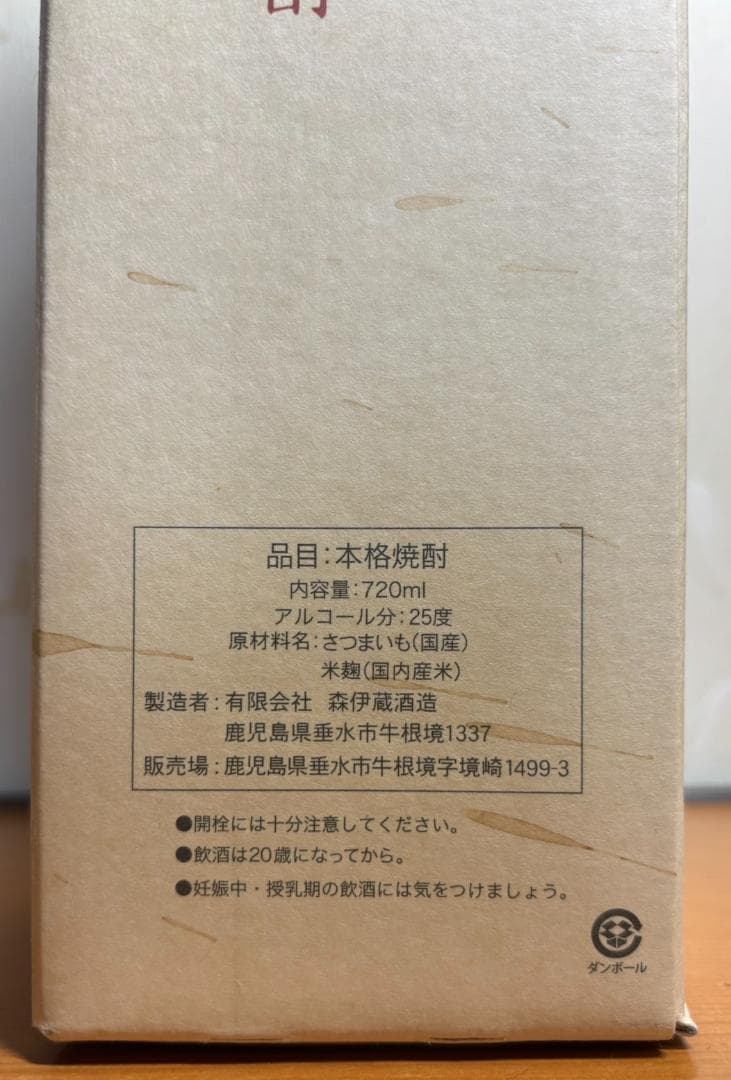 酎
品目：本格焼酎
内容量：720ml
アルコール分：25度
原材料名：さつまいも（国産）
米麹（国内産米）
製造者：有限会社 森伊蔵酒造
鹿児島県垂水市牛根境1337
販売場：鹿児島県垂水市牛根境字境崎1499-3
●開栓には十分注意してください。
●飲酒は20歳になってから。
●妊娠中・授乳期の飲酒には気をつけましょう。
ダンボール